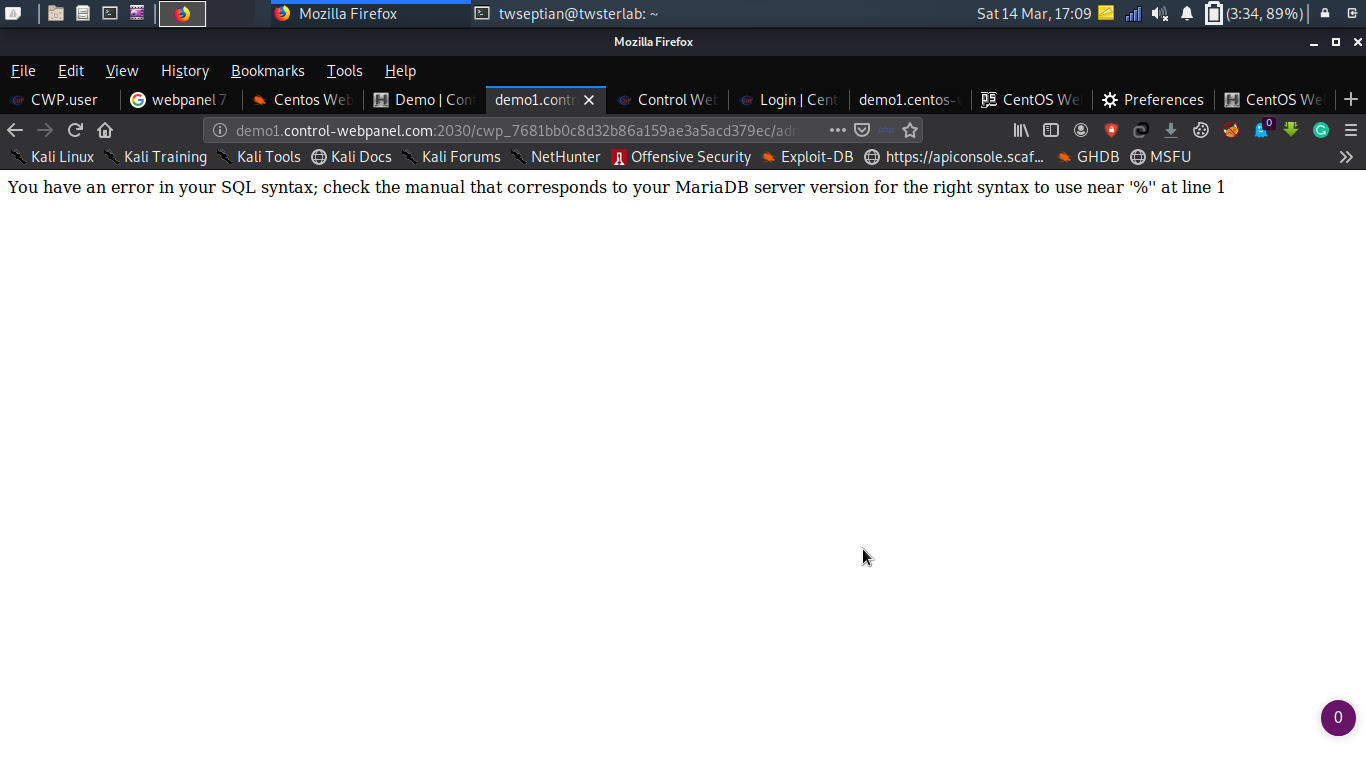 Mozilla Firefox
twseptian@twsterlab: ~
Sat 14 Mar, 17:09
(3:34, 89%)
Mozilla Firefox
File Edit View History Bookmarks Tools Help
CWP.user
webpanel 7
Centos Web
Demo | Cont
demo1.contr
Control Web
Login | Cent
demo1.centos-w
CentOS We
Preferences
CentOS We
demo1.control-webpanel.com:2030/cwp_7681bb0c8d32b86a159ae3a5acd379ec/adm
php
0
Kali Linux
Kali Training
Kali Tools
Kali Docs
Kali Forums
NetHunter
Offensive Security
Exploit-DB
https://apiconsole.scaf...
GHDB
MSFU
You have an error in your SQL syntax; check the manual that corresponds to your MariaDB server version for the right syntax to use near '%'' at line 1
0